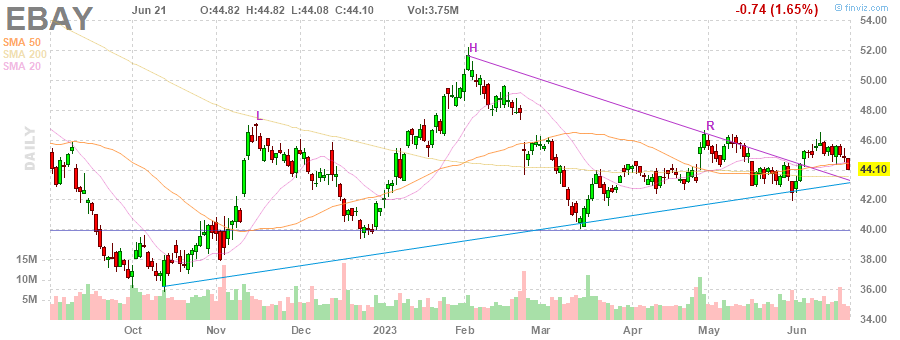 EBAY Jun 21 O:44.82 H:44.82 L:44.08 C:44.10 Vol:3.75M -0.74 (1.65%) © finviz.com
SMA 50
SMA 200
SMA 20
DAILY
H
L
R
54.00
52.00
50.00
48.00
46.00
44.10
42.00
40.00
38.00
36.00
34.00
15M
10M
5M
Oct Nov Dec 2023 Feb Mar Apr May Jun